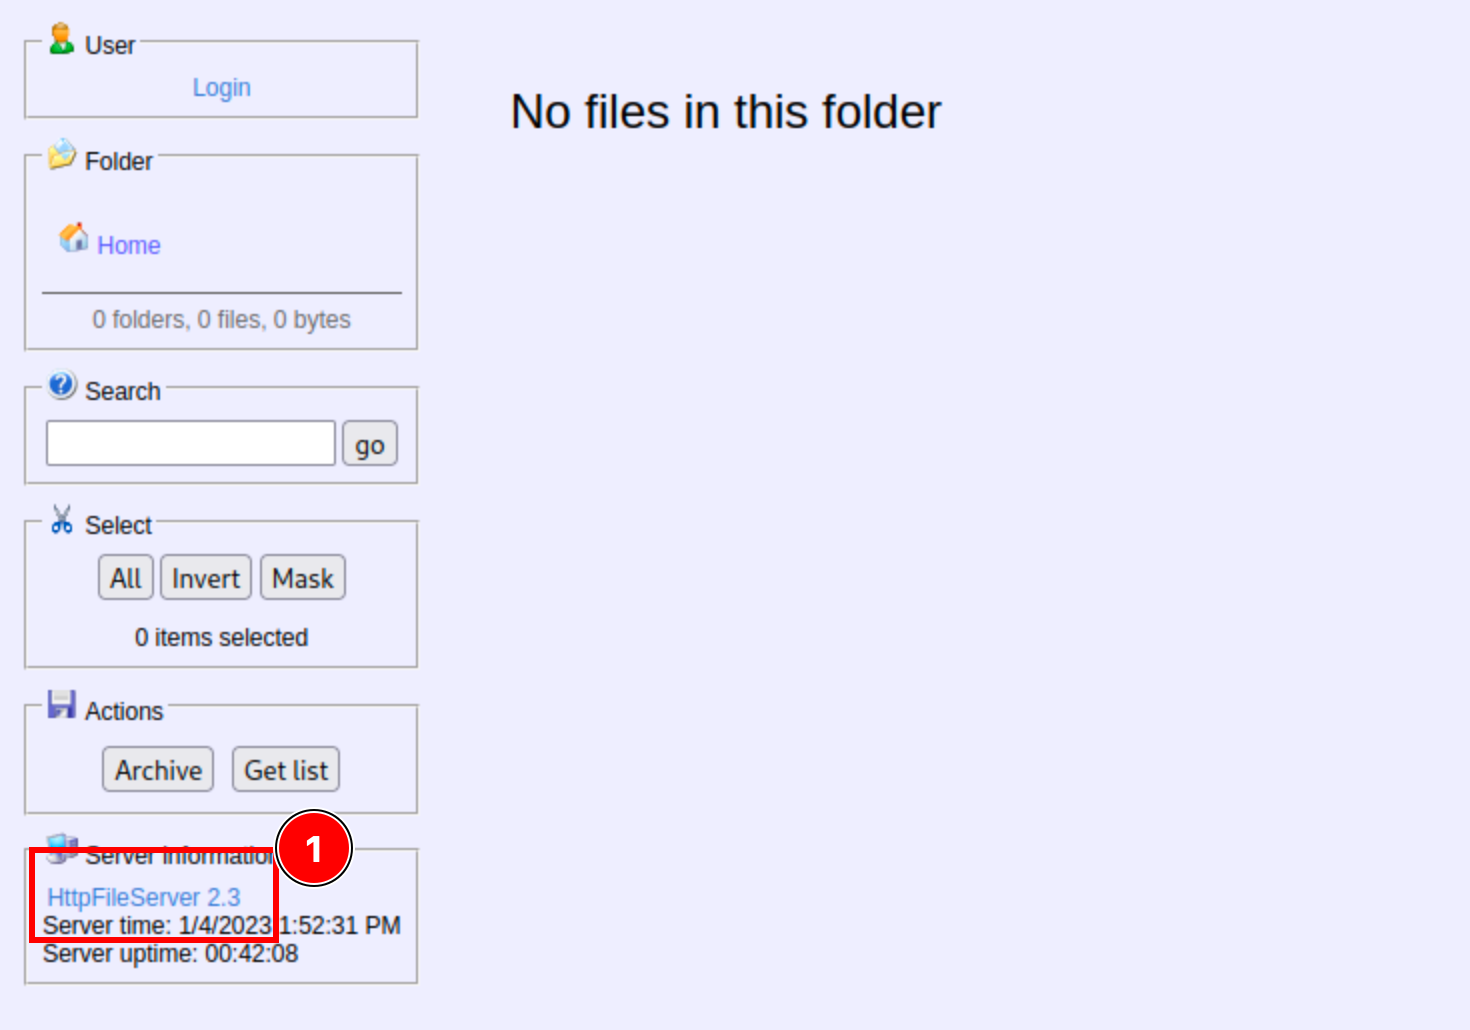 User
Login
No files in this folder
Folder
Home
0 folders, 0 files, 0 bytes
Search
go
Select
All Invert Mask
0 items selected
Actions
Archive Get list
Server information
1
HttpFileServer 2.3
Server time: 1/4/2023 1:52:31 PM
Server uptime: 00:42:08